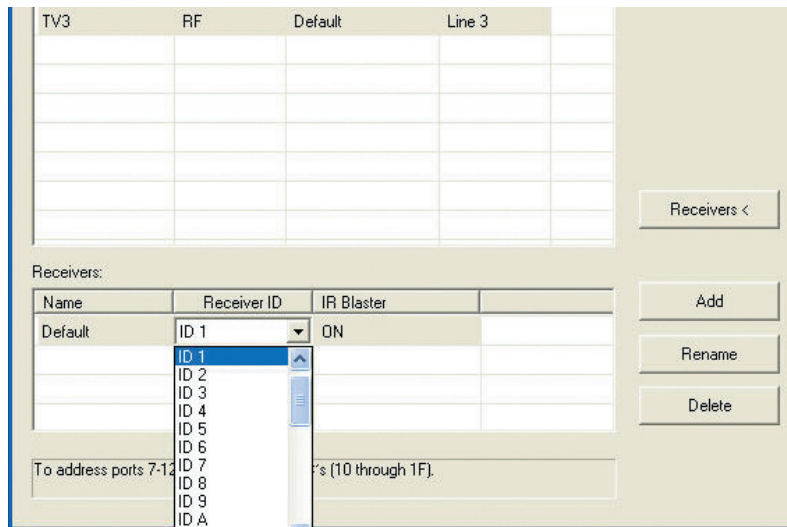 TV3 RF Default Line 3
Receivers <
Receivers:
Name Receiver ID IR Blaster
Add
Default ID 1 ON
ID 1
Rename
ID 2
ID 3
ID 4
Delete
ID 5
ID 6
To address ports 7-12 ID 7 's (10 through 1F).
ID 8
ID 9
ID A